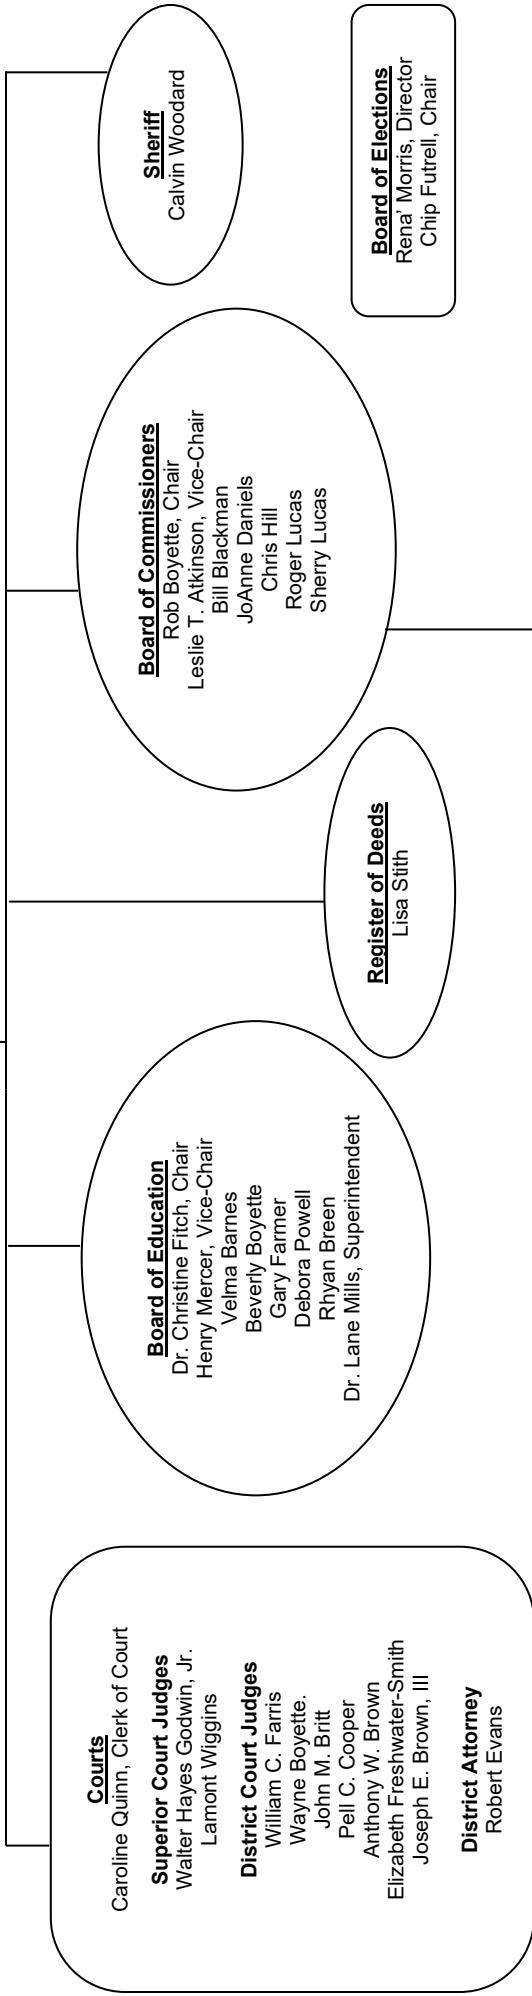 Courts
Caroline Quinn, Clerk of Court
Superior Court Judges
Walter Hayes Godwin, Jr.
Lamont Wiggins
District Court Judges
William C. Farris
Wayne Boyette.
John M. Britt
Pell C. Cooper
Anthony W. Brown
Elizabeth Freshwater-Smith
Joseph E. Brown, III
District Attorney
Robert Evans
Board of Education
Dr. Christine Fitch, Chair
Henry Mercer, Vice-Chair
Velma Barnes
Beverly Boyette
Gary Farmer
Debora Powell
Rhyan Breen
Dr. Lane Mills, Superintendent
Register of Deeds
Lisa Stith
Board of Commissioners
Rob Boyette, Chair
Leslie T. Atkinson, Vice-Chair
Bill Blackman
JoAnne Daniels
Chris Hill
Roger Lucas
Sherry Lucas
Sheriff
Calvin Woodard
Board of Elections
Rena’ Morris, Director
Chip Futrell, Chair